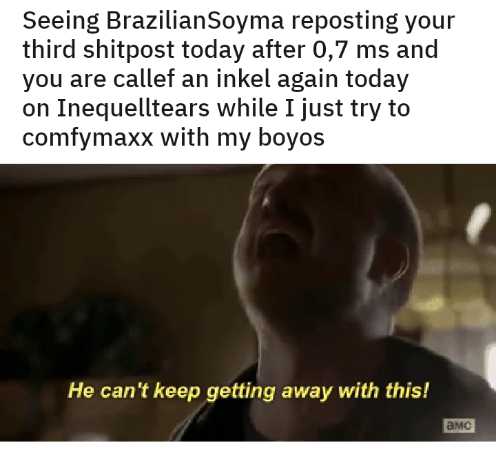 Seeing BrazilianSoyma reposting your
third shitpost today after 0,7 ms and
you are callef an inkel again today
on Inequelltears while I just try to
comfymaxx with my boyos
He can't keep getting away with this!
amc